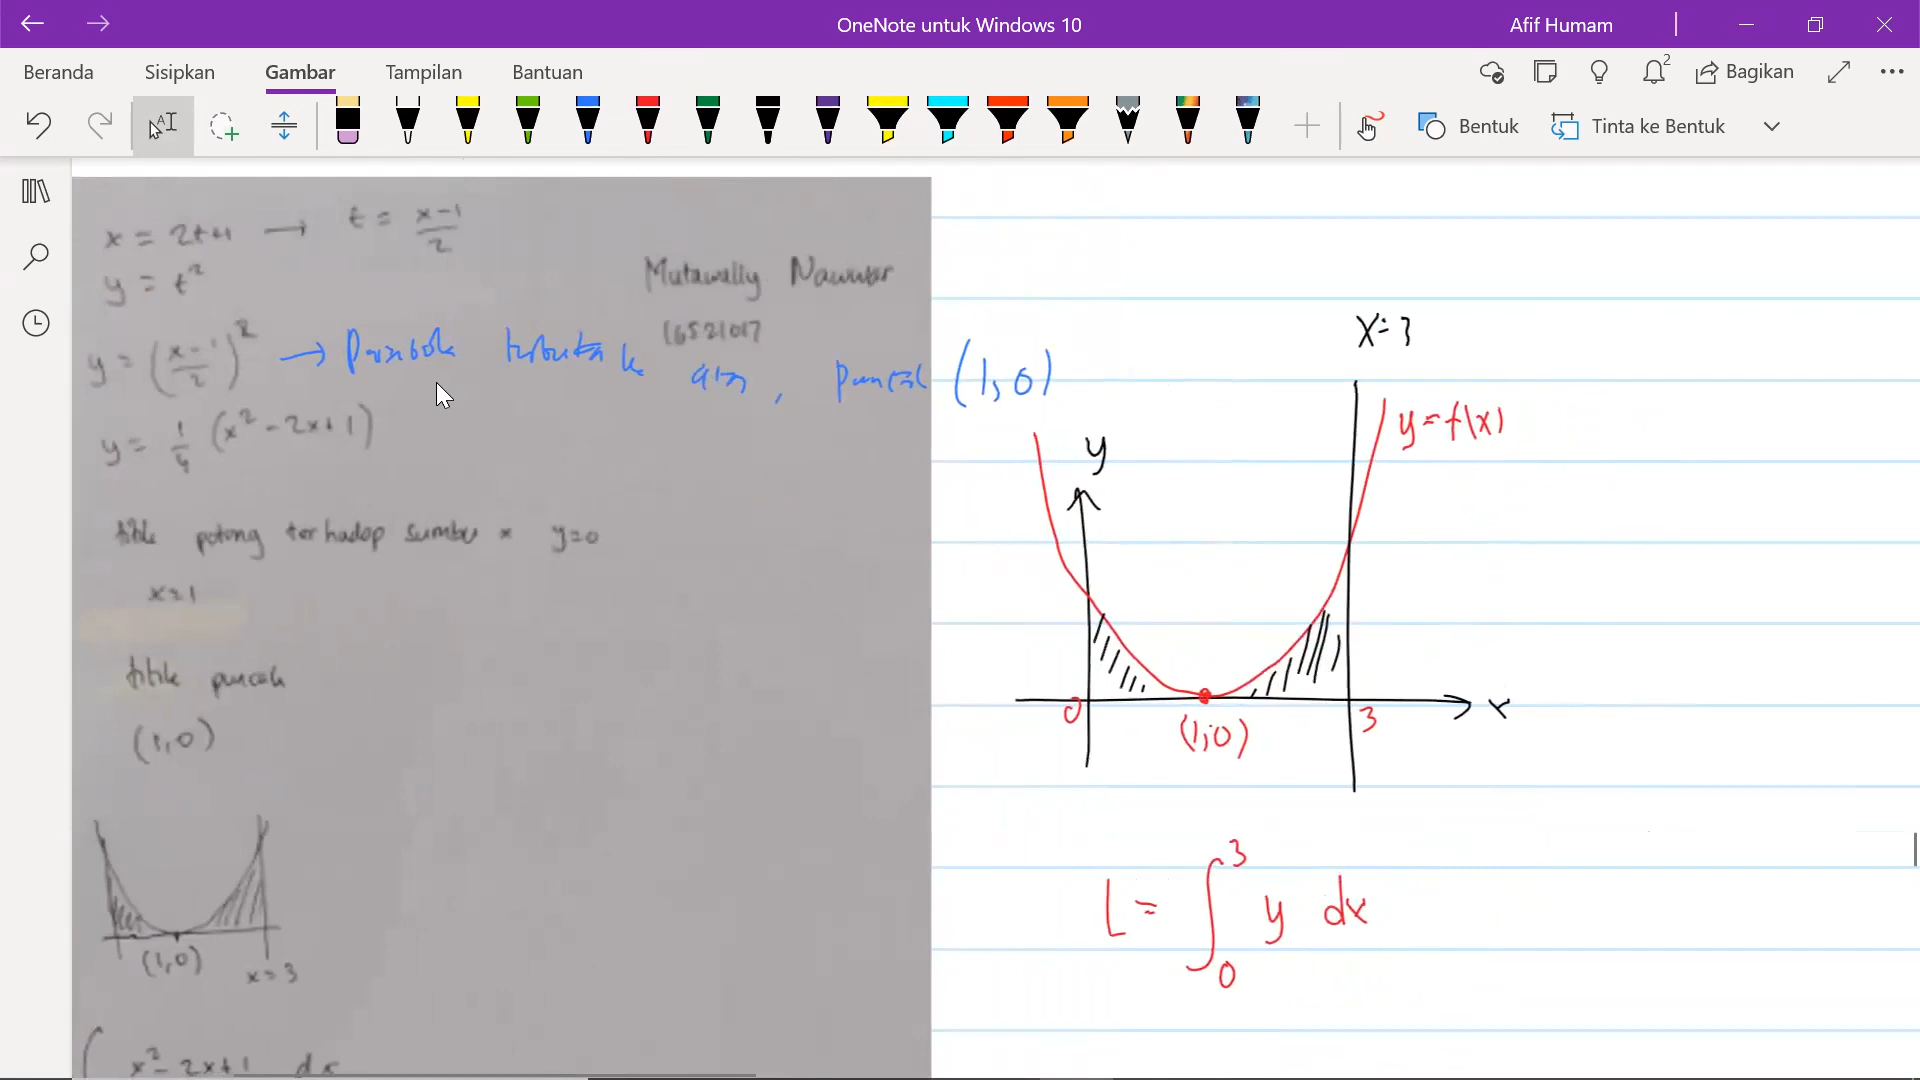 OneNote untuk Windows 10
Afif Humam
Beranda Sisipkan Gambar Tampilan Bantuan
2
Bagikan
Bentuk
Tinta ke Bentuk
x = 2t+1 → t = (x-1)/2
y = t²
Mutawally Nawwar
16521017
y = ((x-1)/2)² → Parabola terbuka ke atas, puncak (1,0)
y = 1/4 (x² - 2x + 1)
titik potong terhadap sumbu x y=0
x=1
titik puncak
(1,0)
(1,0)
x=3
x² - 2x+1 dx
x=3
y=f(x)
y
0
(1,0)
3
x
L = ∫₀³ y dx